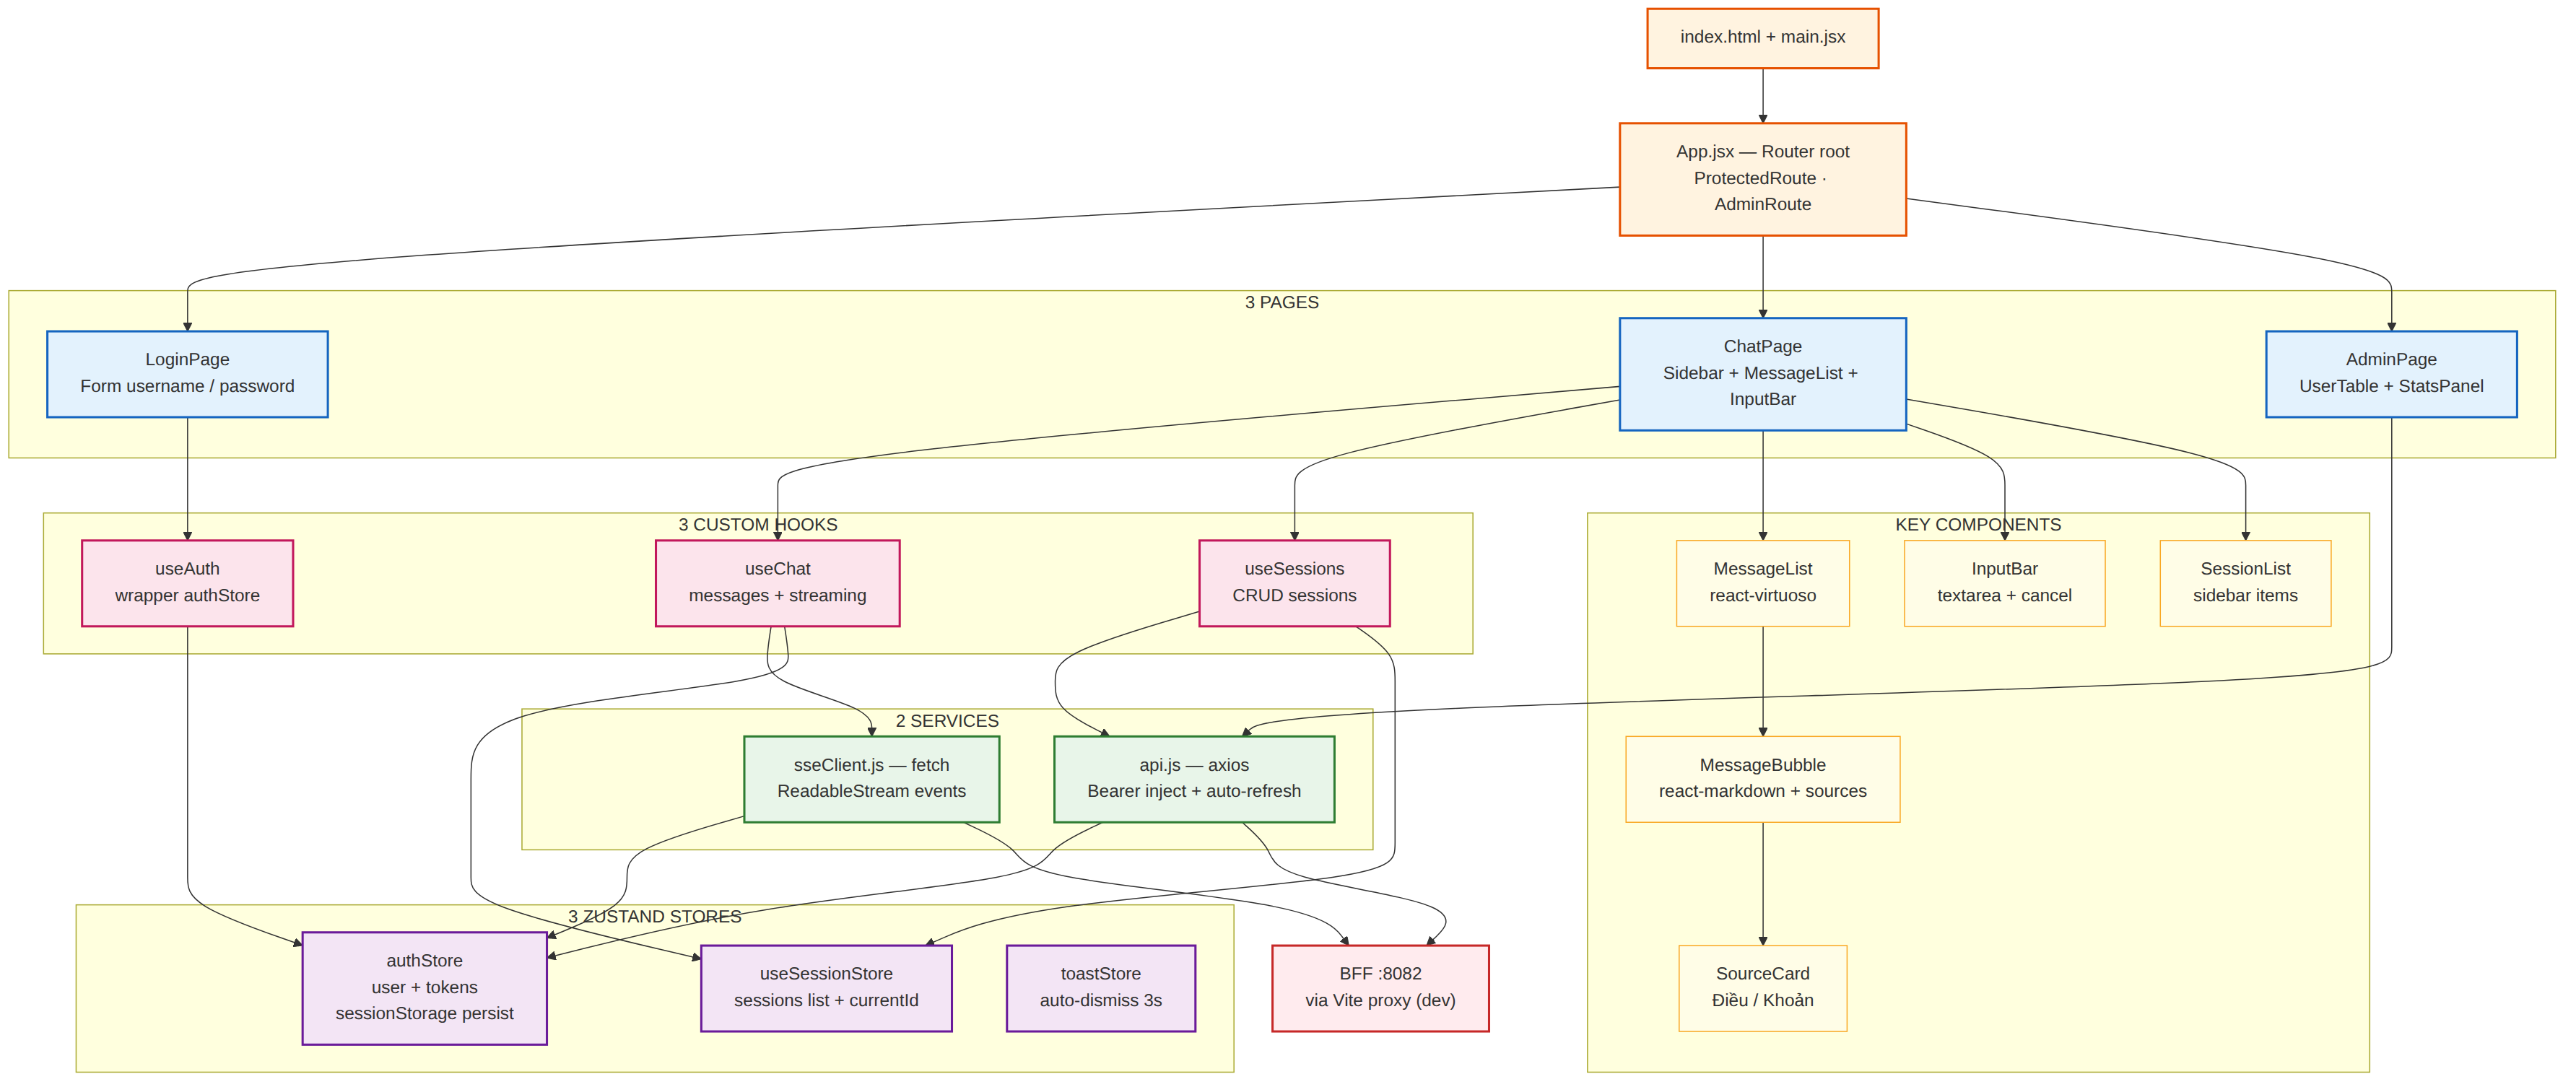 index.html + main.jsx
App.jsx — Router root
ProtectedRoute ·
AdminRoute
3 PAGES
LoginPage
Form username / password
ChatPage
Sidebar + MessageList +
InputBar
AdminPage
UserTable + StatsPanel
3 CUSTOM HOOKS
useAuth
wrapper authStore
useChat
messages + streaming
useSessions
CRUD sessions
KEY COMPONENTS
MessageList
react-virtuoso
InputBar
textarea + cancel
SessionList
sidebar items
2 SERVICES
sseClient.js — fetch
ReadableStream events
api.js — axios
Bearer inject + auto-refresh
MessageBubble
react-markdown + sources
3 ZUSTAND STORES
authStore
user + tokens
sessionStorage persist
useSessionStore
sessions list + currentId
toastStore
auto-dismiss 3s
BFF :8082
via Vite proxy (dev)
SourceCard
Điều / Khoản